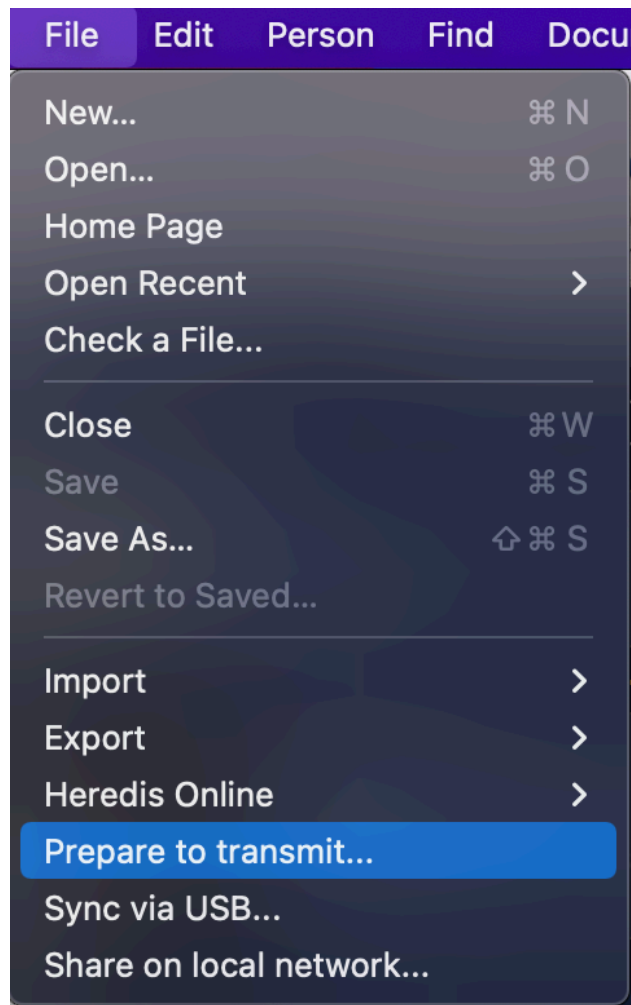 File Edit Person Find Docu
New... ⌘ N
Open... ⌘ O
Home Page
Open Recent
Check a File...
Close ⌘ W
Save ⌘ S
Save As... ⇧ ⌘ S
Revert to Saved...
Import
Export
Heredis Online
Prepare to transmit...
Sync via USB...
Share on local network...